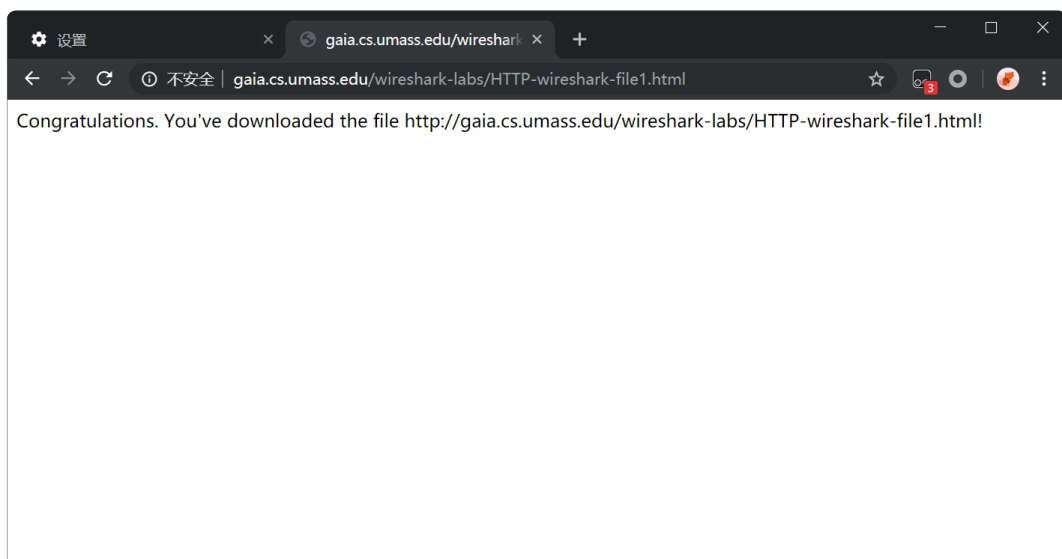 设置
gaia.cs.umass.edu/wireshark
不安全 gaia.cs.umass.edu/wireshark-labs/HTTP-wireshark-file1.html
3
Congratulations. You've downloaded the file http://gaia.cs.umass.edu/wireshark-labs/HTTP-wireshark-file1.html!